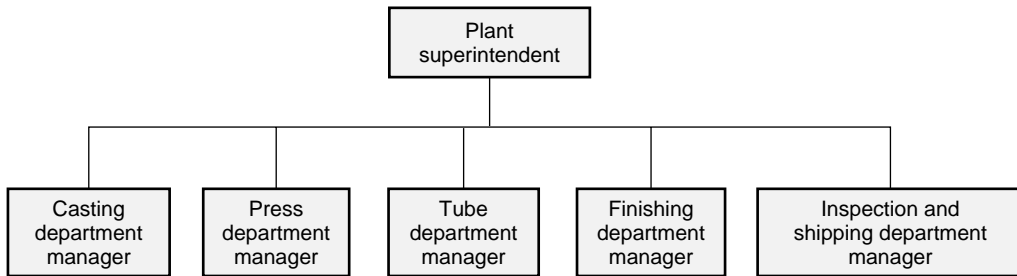 Plant
superintendent
Casting
department
manager
Press
department
manager
Tube
department
manager
Finishing
department
manager
Inspection and
shipping department
manager